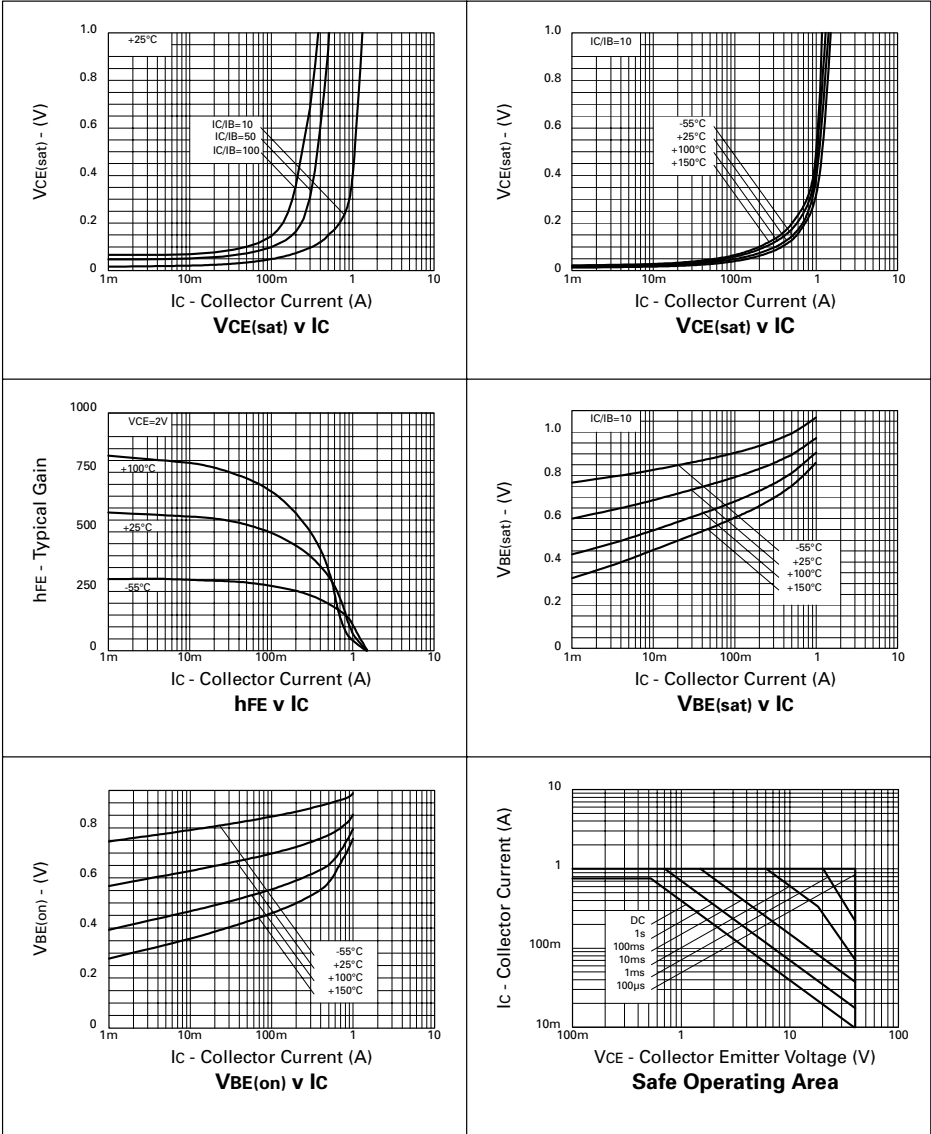 1.0
+25°C
0.8
0.6
IC/IB=10
IC/IB=50
IC/IB=100
0.4
0.2
0
VCE(sat) - (V)
1m 10m 100m 1 10
IC - Collector Current (A)
VCE(sat) v IC
1.0
IC/IB=10
0.8
0.6
-55°C
+25°C
+100°C
+150°C
0.4
0.2
0
VCE(sat) - (V)
1m 10m 100m 1 10
IC - Collector Current (A)
VCE(sat) v IC
1000
VCE=2V
750
+100°C
500
+25°C
250
-55°C
0
hFE - Typical Gain
1m 10m 100m 1 10
IC - Collector Current (A)
hFE v IC
IC/IB=10
1.0
0.8
0.6
0.4
-55°C
+25°C
+100°C
+150°C
0.2
0
VBE(sat) - (V)
1m 10m 100m 1 10
IC - Collector Current (A)
VBE(sat) v IC
0.8
0.6
0.4
-55°C
+25°C
+100°C
+150°C
0.2
0
VBE(on) - (V)
1m 10m 100m 1 10
IC - Collector Current (A)
VBE(on) v IC
10
1
100m
10m
DC
1s
100ms
10ms
1ms
100µs
IC - Collector Current (A)
100m 1 10 100
VCE - Collector Emitter Voltage (V)
Safe Operating Area